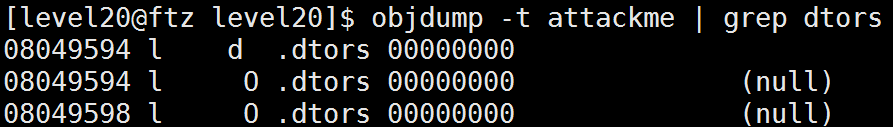 [level20@ftz level20]$ objdump -t attackme | grep dtors
08049594 l    d  .dtors 00000000
08049594 l     O .dtors 00000000              (null)
08049598 l     O .dtors 00000000              (null)